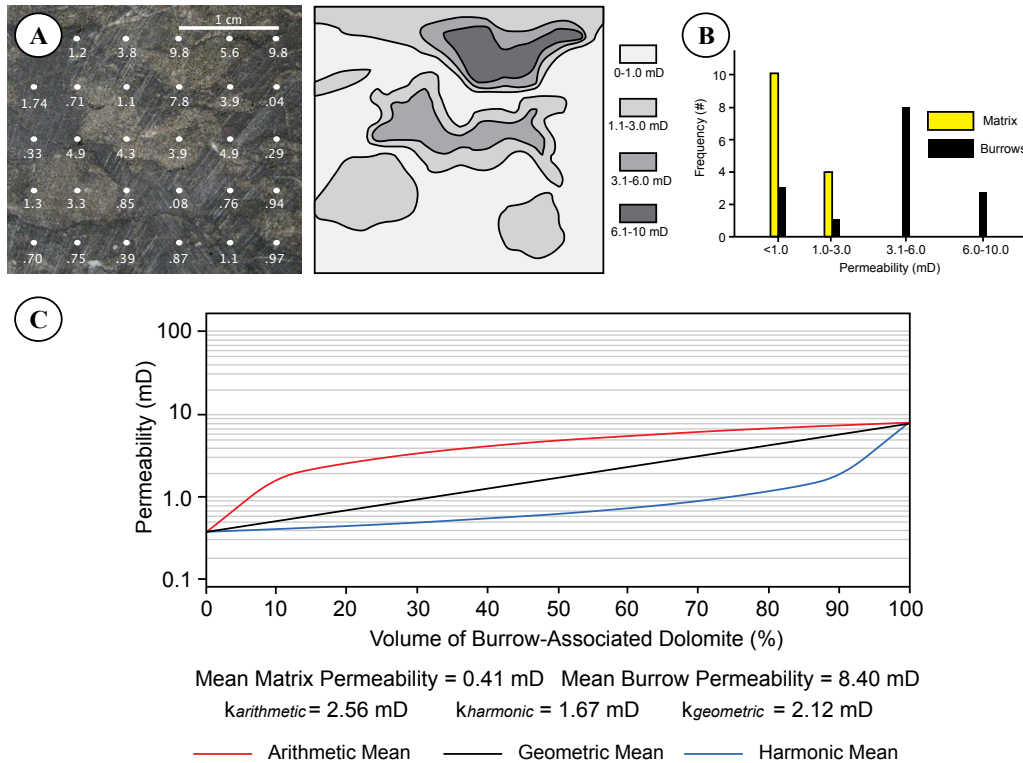 A
1 cm
1.2 3.8 9.8 5.6 9.8
1.74 .71 1.1 7.8 3.9 .04
.33 4.9 4.3 3.9 4.9 .29
1.3 3.3 .85 .08 .76 .94
.70 .75 .39 .87 1.1 .97
0-1.0 mD
1.1-3.0 mD
3.1-6.0 mD
6.1-10 mD
B
Frequency (#)
10
8
6
4
2
0
Matrix
Burrows
<1.0 1.0-3.0 3.1-6.0 6.0-10.0
Permeability (mD)
C
Permeability (mD)
100
10
1.0
0.1
0 10 20 30 40 50 60 70 80 90 100
Volume of Burrow-Associated Dolomite (%)
Mean Matrix Permeability = 0.41 mD Mean Burrow Permeability = 8.40 mD
karithmetic = 2.56 mD kharmonic = 1.67 mD kgeometric = 2.12 mD
Arithmetic Mean Geometric Mean Harmonic Mean